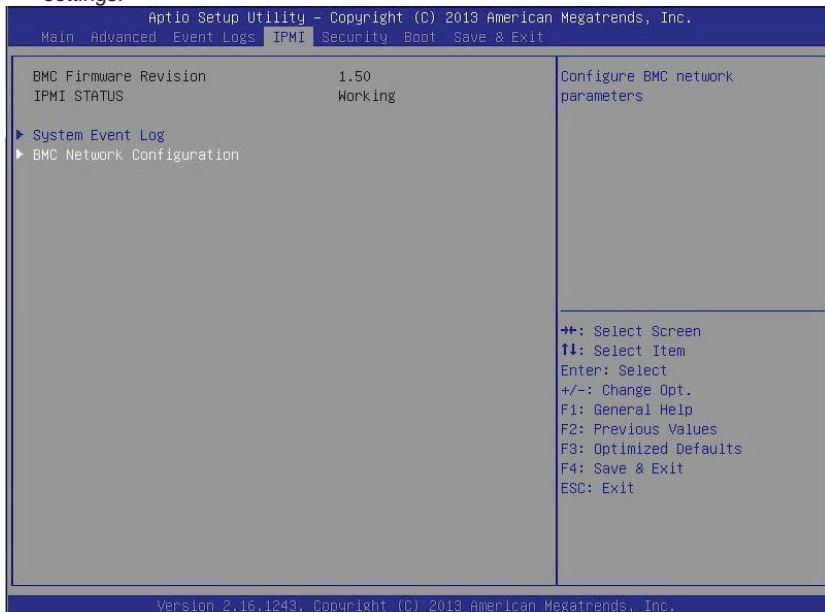 settings.
Aptio Setup Utility – Copyright (C) 2013 American Megatrends, Inc.
Main Advanced Event Logs IPMI Security Boot Save & Exit
BMC Firmware Revision 1.50
IPMI STATUS Working
▶ System Event Log
▶ BMC Network Configuration
Configure BMC network
parameters
→←: Select Screen
↑↓: Select Item
Enter: Select
+/-: Change Opt.
F1: General Help
F2: Previous Values
F3: Optimized Defaults
F4: Save & Exit
ESC: Exit
Version 2.16.1243. Copyright (C) 2013 American Megatrends, Inc.